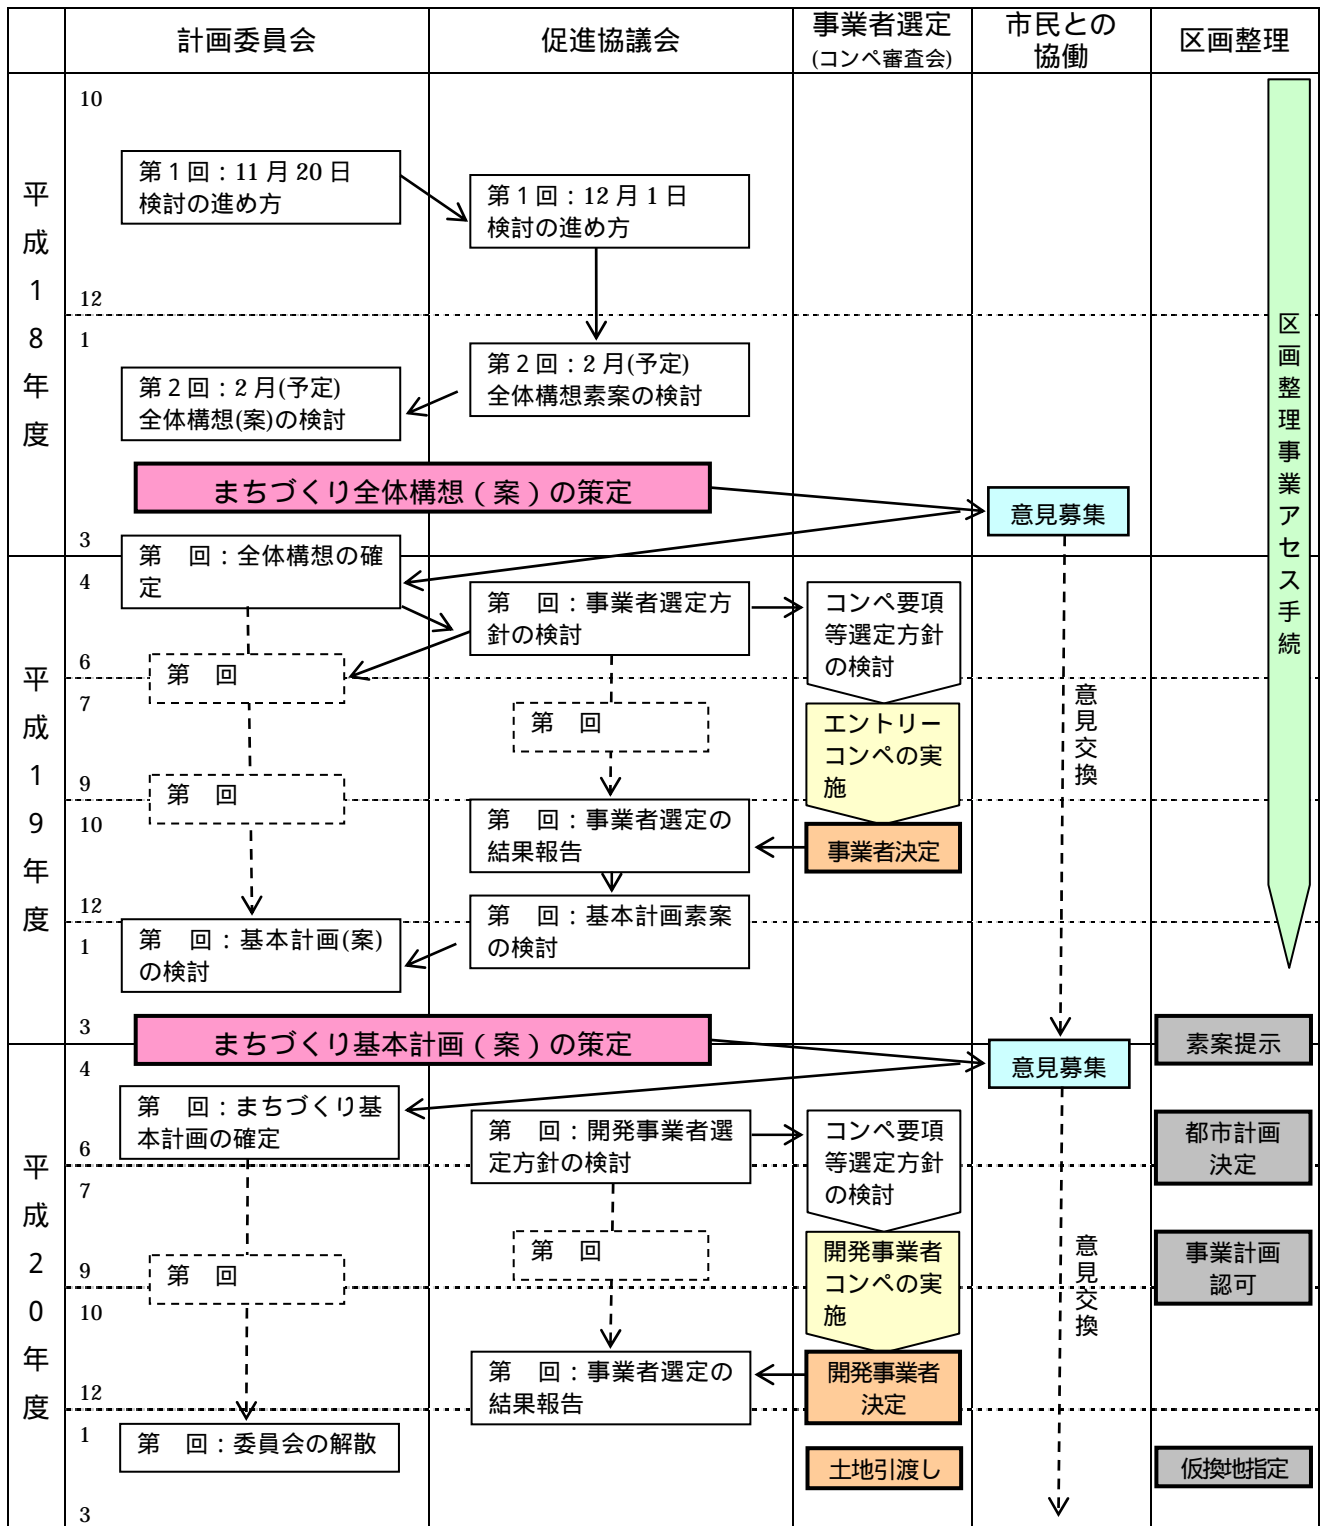 計画委員会
促進協議会
事業者選定
(コンペ審査会)
市民との
協働
区画整理
平成18年度
10
第1回：11月20日
検討の進め方
第1回：12月1日
検討の進め方
12
1
第2回：2月(予定)
全体構想素案の検討
第2回：2月(予定)
全体構想(案)の検討
まちづくり全体構想（案）の策定
意見募集
区画整理事業アセス手続
3
平成19年度
4
第　回：全体構想の確
定
第　回：事業者選定方
針の検討
コンペ要項
等選定方針
の検討
6
第　回
7
第　回
エントリー
コンペの実
施
意見交換
9
第　回
10
第　回：事業者選定の
結果報告
事業者決定
12
第　回：基本計画素案
の検討
1
第　回：基本計画(案)
の検討
3
まちづくり基本計画（案）の策定
意見募集
素案提示
平成20年度
4
第　回：まちづくり基
本計画の確定
第　回：開発事業者選
定方針の検討
コンペ要項
等選定方針
の検討
都市計画
決定
6
7
第　回
開発事業者
コンペの実
施
意見交換
事業計画
認可
9
第　回
10
第　回：事業者選定の
結果報告
開発事業者
決定
12
1
第　回：委員会の解散
土地引渡し
仮換地指定
3